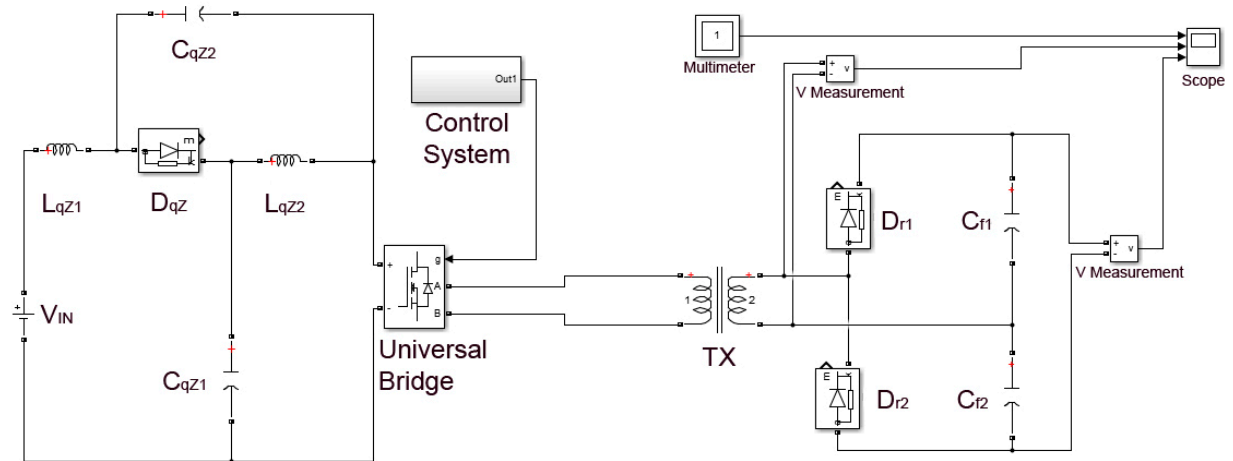 CqZ2
Control
System
Out1
1
Multimeter
+
-
v
V Measurement
Scope
LqZ1
m
k
DqZ
LqZ2
VIN
+
CqZ1
+
-
g
A
B
Universal
Bridge
1
2
TX
m
k
Dr1
Cf1
+
-
v
V Measurement
m
k
Dr2
Cf2